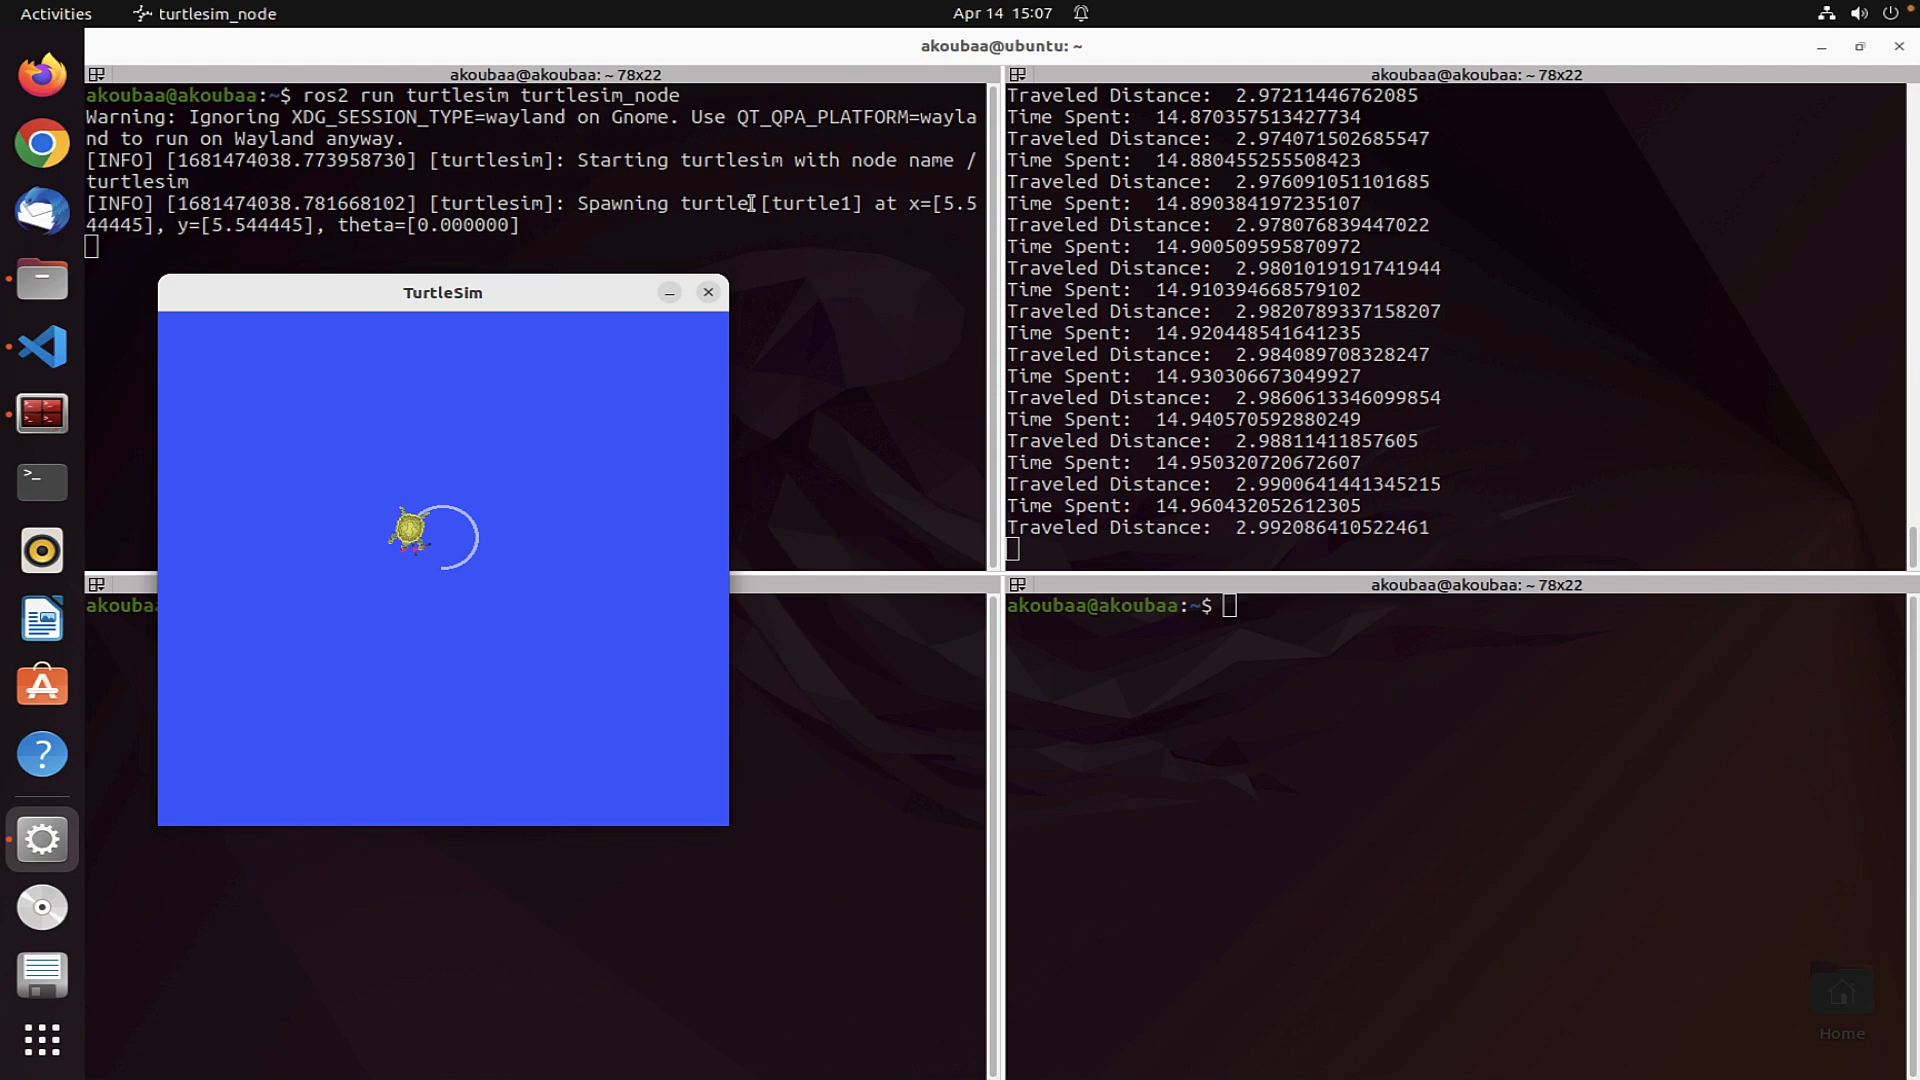 Activities
turtlesim_node
Apr 14 15:07
akoubaa@ubuntu: ~
akoubaa@akoubaa: ~ 78x22
akoubaa@akoubaa:~$ ros2 run turtlesim turtlesim_node
Warning: Ignoring XDG_SESSION_TYPE=wayland on Gnome. Use QT_QPA_PLATFORM=wayla
nd to run on Wayland anyway.
[INFO] [1681474038.773958730] [turtlesim]: Starting turtlesim with node name /
turtlesim
[INFO] [1681474038.781668102] [turtlesim]: Spawning turtle [turtle1] at x=[5.5
44445], y=[5.544445], theta=[0.000000]
TurtleSim
akoubaa@akoubaa: ~ 78x22
Traveled Distance:  2.97211446762085
Time Spent:  14.870357513427734
Traveled Distance:  2.974071502685547
Time Spent:  14.880455255508423
Traveled Distance:  2.976091051101685
Time Spent:  14.890384197235107
Traveled Distance:  2.978076839447022
Time Spent:  14.900509595870972
Traveled Distance:  2.9801019191741944
Time Spent:  14.910394668579102
Traveled Distance:  2.9820789337158207
Time Spent:  14.920448541641235
Traveled Distance:  2.984089708328247
Time Spent:  14.930306673049927
Traveled Distance:  2.9860613346099854
Time Spent:  14.940570592880249
Traveled Distance:  2.98811411857605
Time Spent:  14.950320720672607
Traveled Distance:  2.9900641441345215
Time Spent:  14.960432052612305
Traveled Distance:  2.992086410522461
akoubaa
akoubaa@akoubaa: ~ 78x22
akoubaa@akoubaa:~$
Home